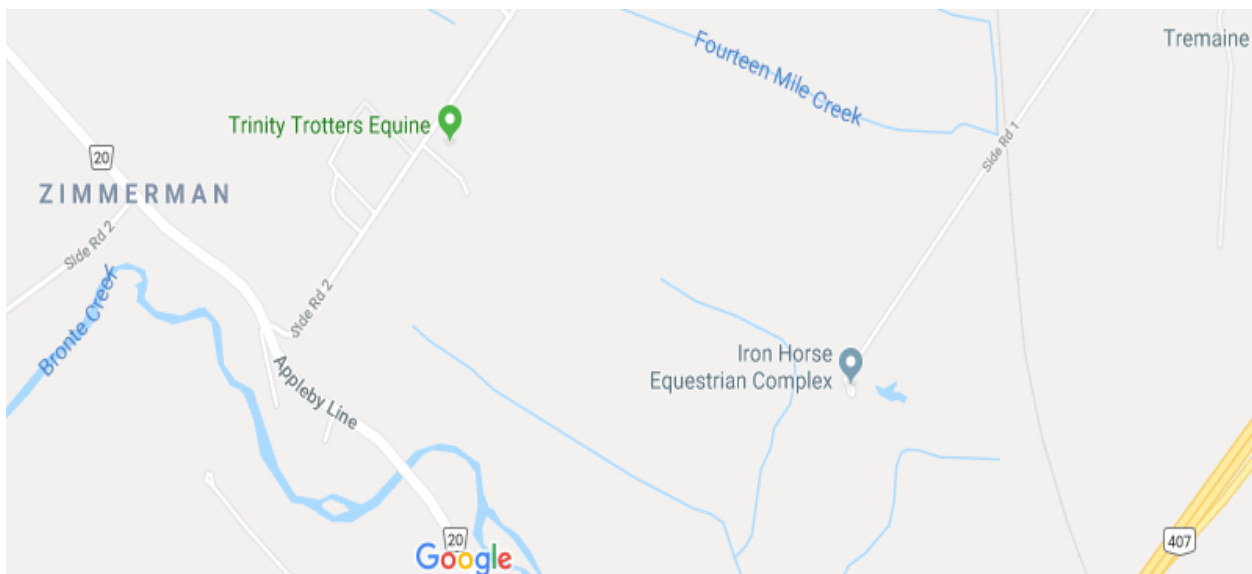 Fourteen Mile Creek
Tremaine
Trinity Trotters Equine
Side Rd 1
20
ZIMMERMAN
Side Rd 2
Bronte Creek
Side Rd 2
Iron Horse
Equestrian Complex
Appleby Line
20
407
Google